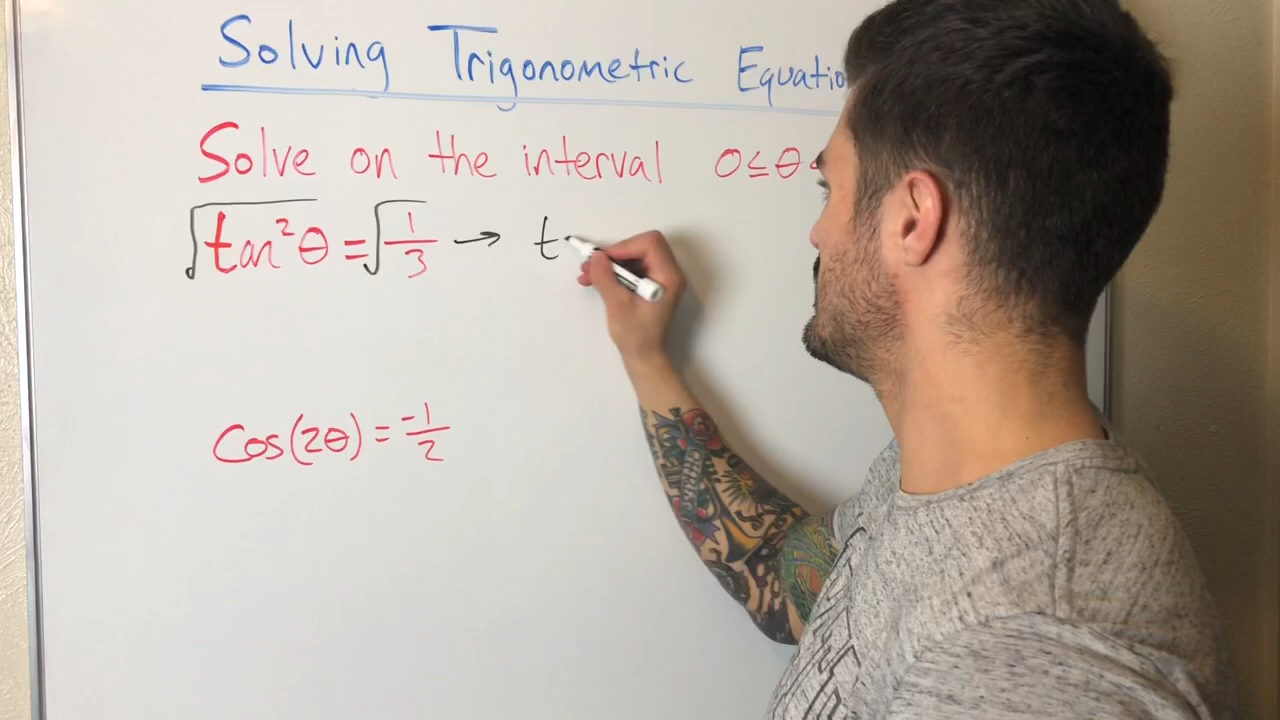 Solving Trigonometric Equatio
Solve on the interval 0 ≤ θ <
√tan²θ = √1/3 → t
Cos(2θ) = -1/2